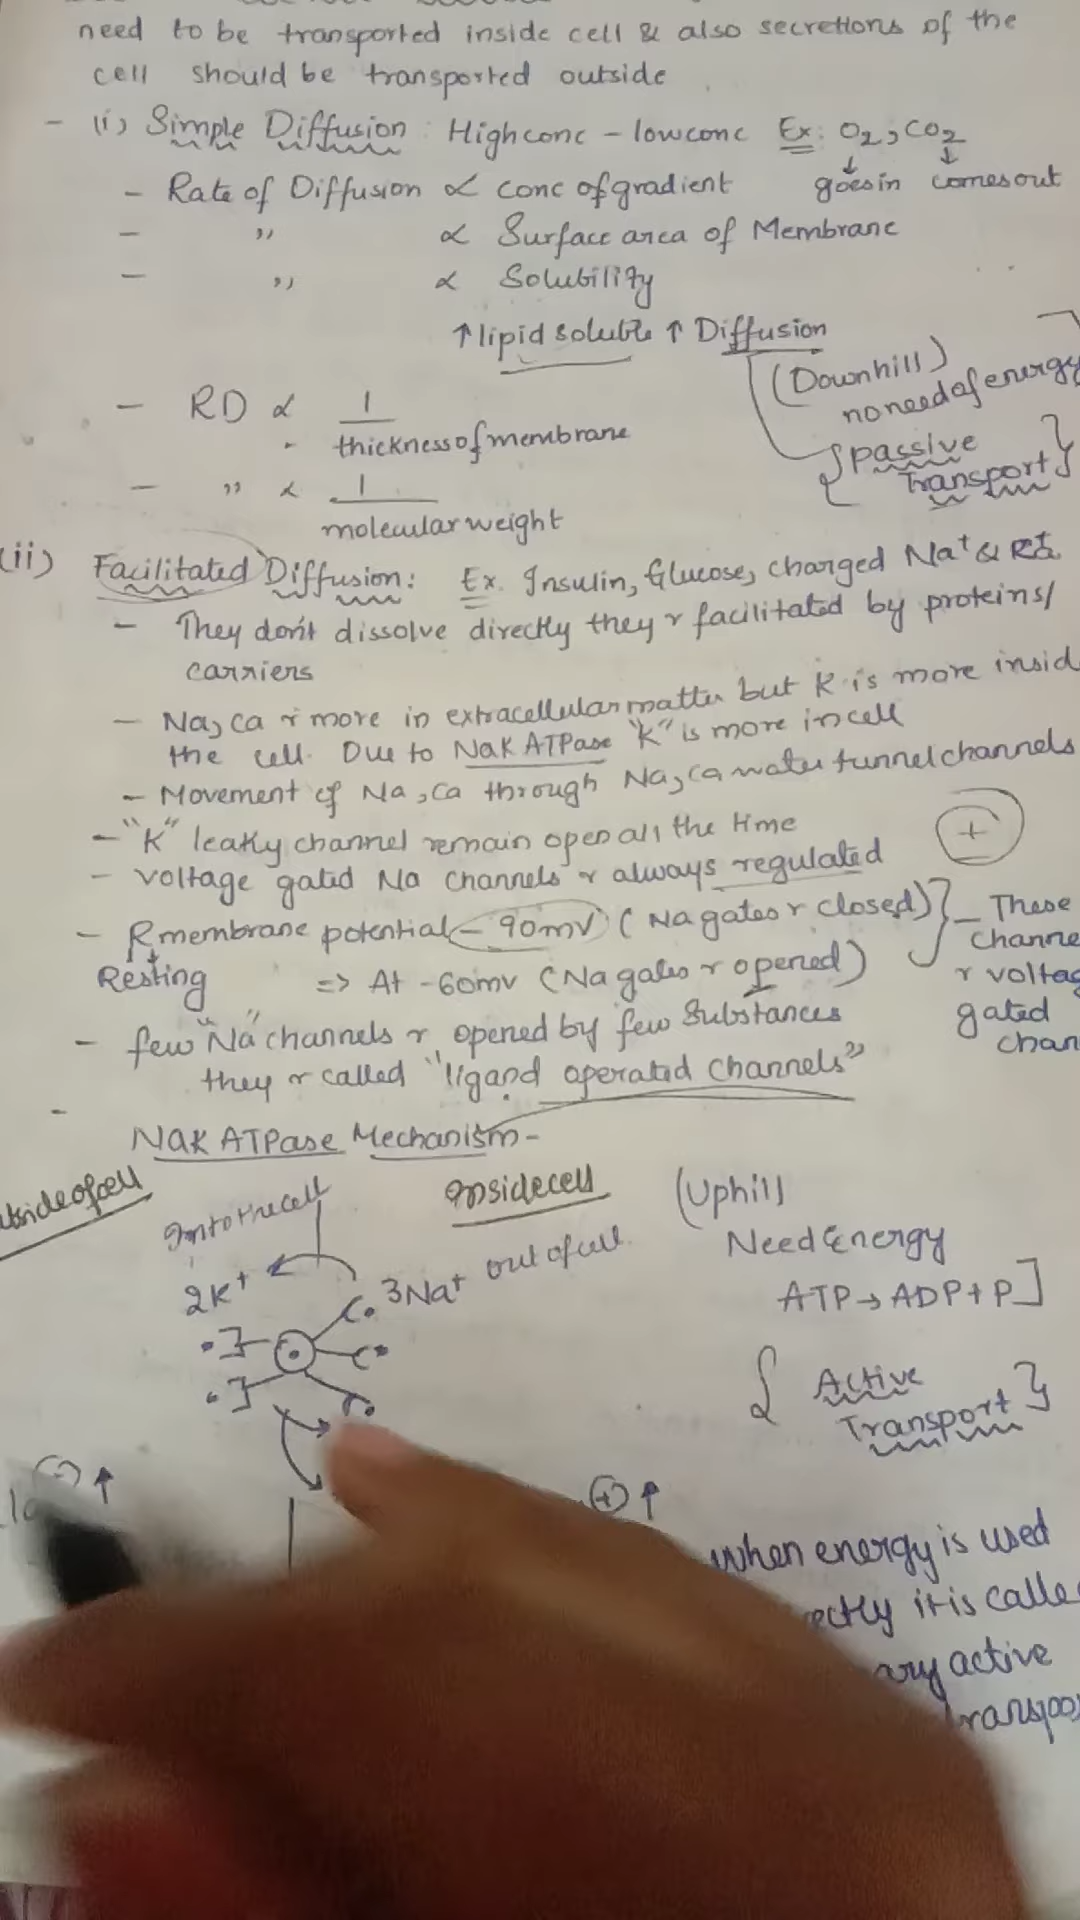 need to be transported inside cell & also secretions of the
cell should be transported outside
- (i) Simple Diffusion : High conc - low conc Ex: O₂, CO₂
↓ goes in ↓ comes out
- Rate of Diffusion ∝ conc of gradient
- " ∝ Surface area of Membrane
- " ∝ Solubility
↑ lipid soluble ↑ Diffusion
(Downhill)
no need of energy
{ passive
Transport }
- RD ∝ 1 / thickness of membrane
- " ∝ 1 / molecular weight
(ii) Facilitated Diffusion: Ex. Insulin, Glucose, charged Na⁺ &
- They don't dissolve directly they r facilitated by proteins/
carriers
- Na, Ca r more in extracellular matter but K is more insid
the cell. Due to NaK ATPase "K" is more in cell
- Movement of Na, Ca through Na, Ca water tunnel channels
- "K" leaky channel remain open all the time
(+)
- voltage gated Na channels r always regulated
- R membrane potential - 90mV (Na gates r closed) }
Resting => At -60mv (Na gates r opened)
- These
channe
r voltag
gated
chan
- few "Na" channels r opened by few Substances
they r called "ligand operated channels"
-
NaK ATPase Mechanism -
tside of cell
Into the cell
Inside cell
(Uphill
Need Energy
ATP → ADP + P ]
2K⁺
3Na⁺ out of cell
{ Active
Transport }
↑
(+) ↑
when energy is used
ectly it is calle
ary active
ranspo